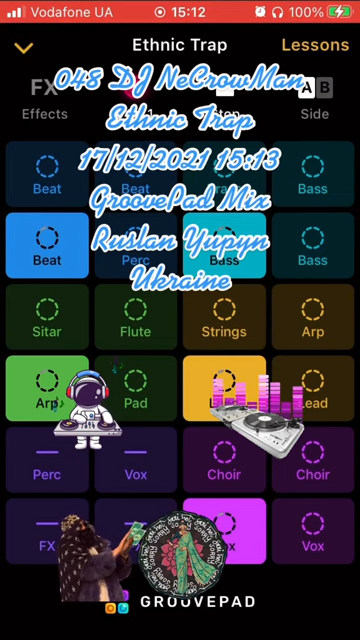 Vodafone UA 15:12 100%
Ethnic Trap Lessons
FX AB
048 DJ NeCrowMan
Effects Side
Ethnic Trap
17/12/2021 15:13
Beat Beat Bass
GroovePad Mix
Ruslan Yupyn
Beat Perc Bass Bass
Ukraine
Sitar Flute Strings Arp
Arp Pad Lead
Perc Vox Choir Choir
FX Vox
GROOVEPAD